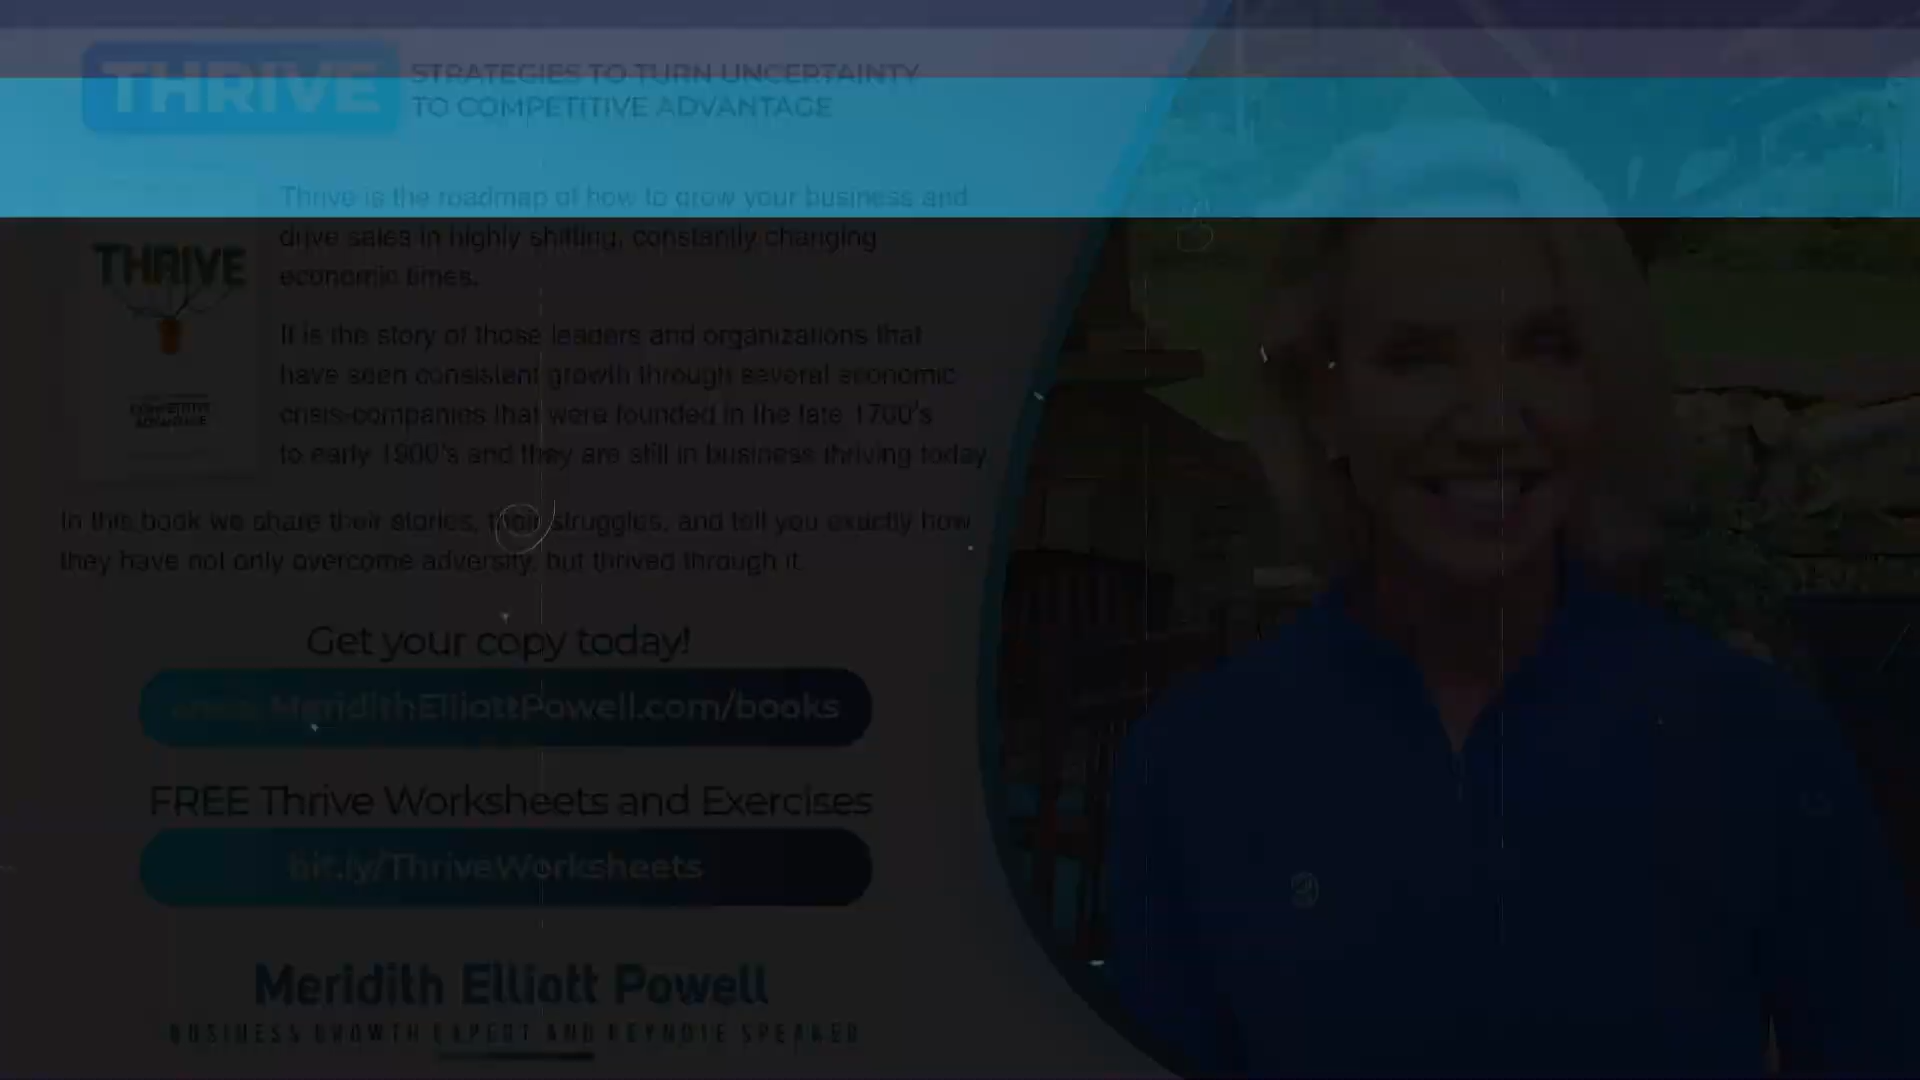 THRIVE
STRATEGIES TO TURN UNCERTAINTY
TO COMPETITIVE ADVANTAGE
Thrive is the roadmap of how to grow your business and
drive sales in highly shifting, constantly changing
economic times.
THRIVE
COMPETITIVE
ADVANTAGE
It is the story of those leaders and organizations that
have seen consistent growth through several economic
crisis-companies that were founded in the late 1700's
to early 1900's and they are still in business thriving today.
In this book we share their stories, their struggles, and tell you exactly how
they have not only overcome adversity, but thrived through it.
Get your copy today!
www.MeridithElliottPowell.com/books
FREE Thrive Worksheets and Exercises
bit.ly/ThriveWorksheets
Meridith Elliott Powell
BUSINESS GROWTH EXPERT AND KEYNOTE SPEAKER